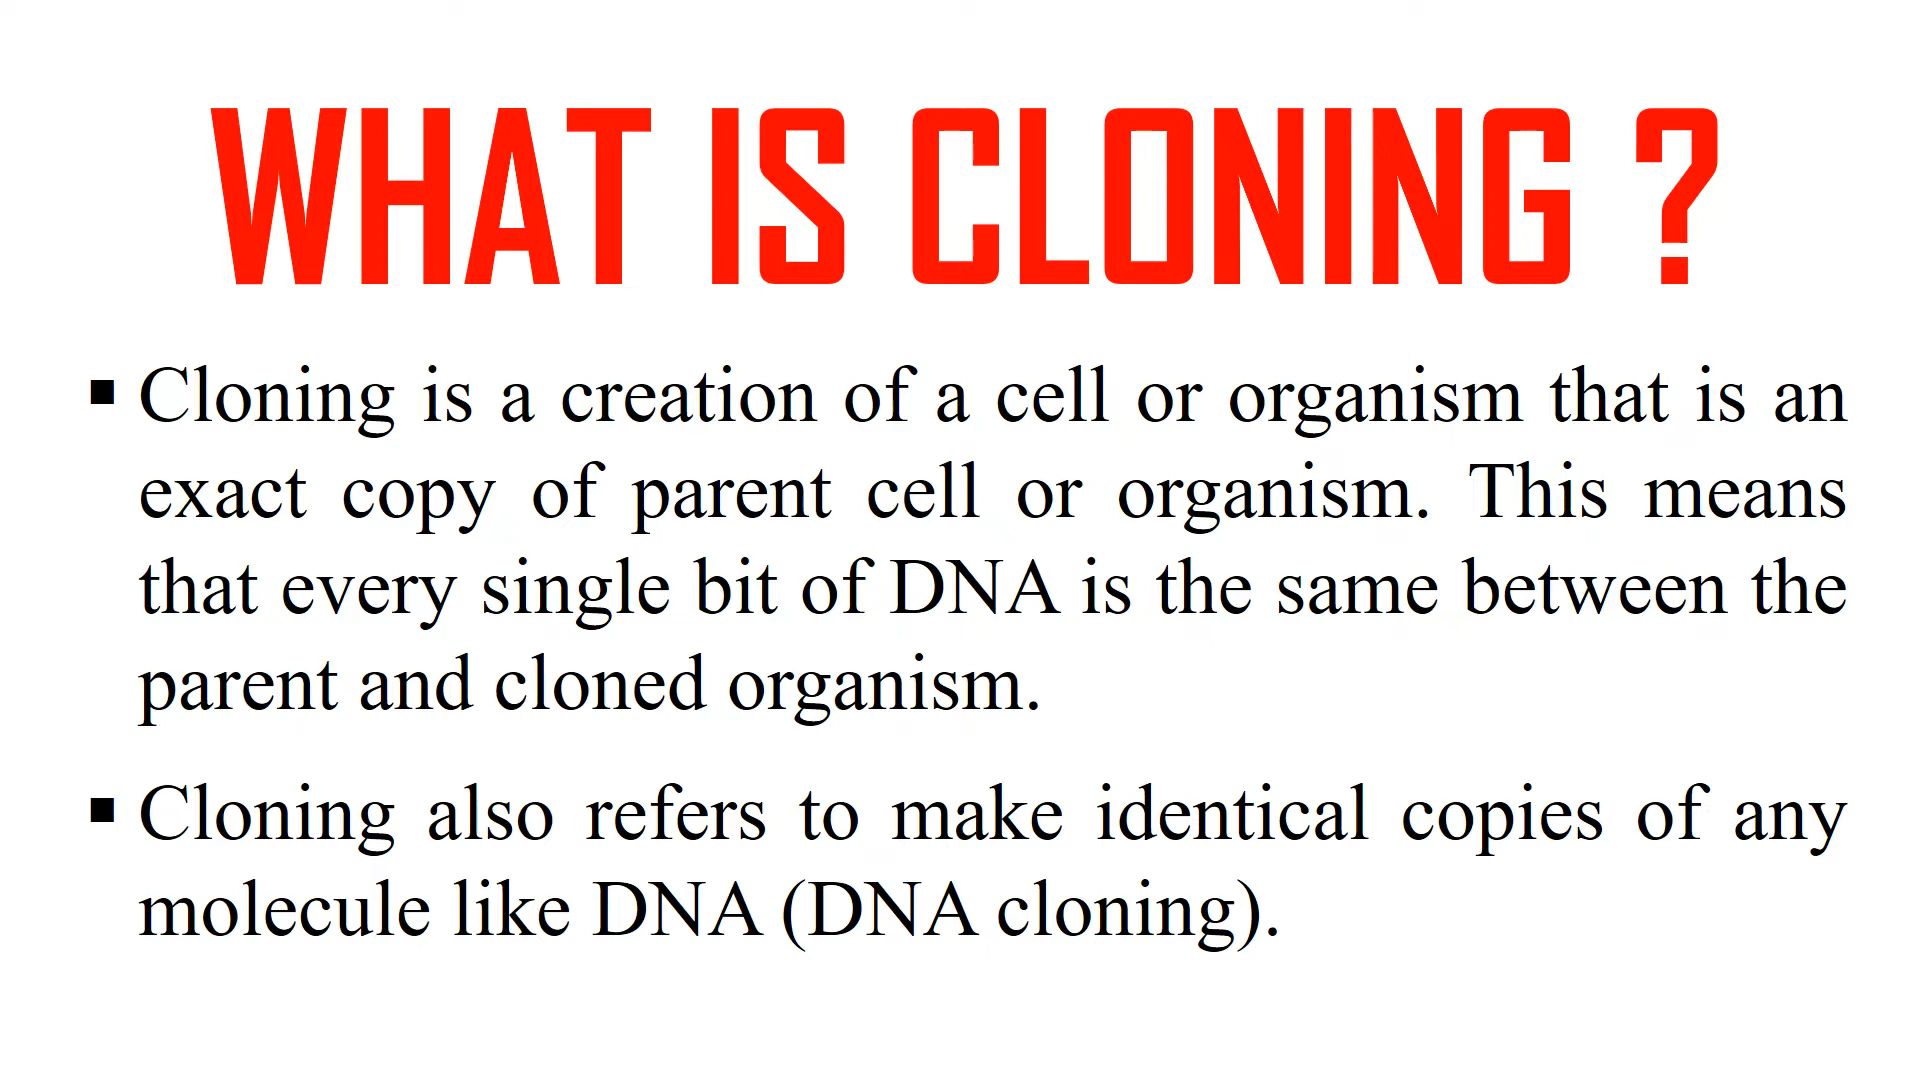 WHAT IS CLONING ?
▪ Cloning is a creation of a cell or organism that is an
exact copy of parent cell or organism. This means
that every single bit of DNA is the same between the
parent and cloned organism.
▪ Cloning also refers to make identical copies of any
molecule like DNA (DNA cloning).